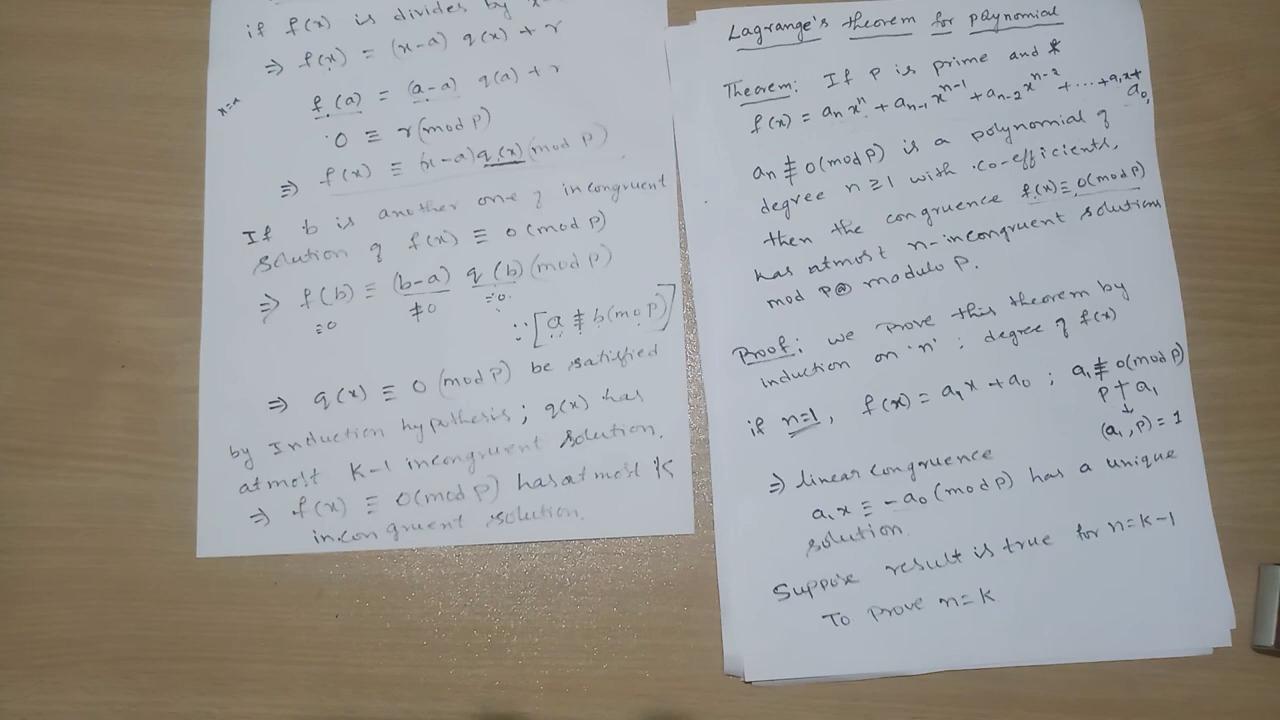 Lagrange's theorem for polynomial
Theorem: If P is prime and *
f(x) = aₙxⁿ + aₙ₋₁xⁿ⁻¹ + aₙ₋₂xⁿ⁻² + ... + a₁x +
a₀,
aₙ ≢ 0(mod P) is a polynomial of
degree n ≥ 1 with co-efficients,
then the congruence f(x) ≡ 0(mod P)
has atmost n-incongruent solutions
mod P modulo P.
Proof: we Prove this theorem by
induction on 'n' ; degree of f(x)
if n=1, f(x) = a₁x + a₀ ; a₁ ≢ 0(mod P)
P ∤ a₁
↓
(a₁, P) = 1
⇒ linear congruence
a₁x ≡ -a₀ (mod P) has a unique
solution.
Suppose result is true for n=k-1
To prove n=k
if f(x) is divides by
⇒ f(x) = (x-a) q(x) + r
x=a
f(a) = (a-a) q(a) + r
0 ≡ r(mod P)
⇒ f(x) ≡ (x-a)q(x)(mod P)
If b is another one of incongruent
solution of f(x) ≡ 0(mod P)
⇒ f(b) ≡ (b-a) q(b)(mod P)
≡0 ≢0 ≡0.
∵[a ≢ b(mo P)]
⇒ q(x) ≡ 0 (mod P) be satisfied
by Induction hypothesis; q(x) has
atmost k-1 incongruent solution.
⇒ f(x) ≡ 0(mod P) has atmost k
incongruent solution.